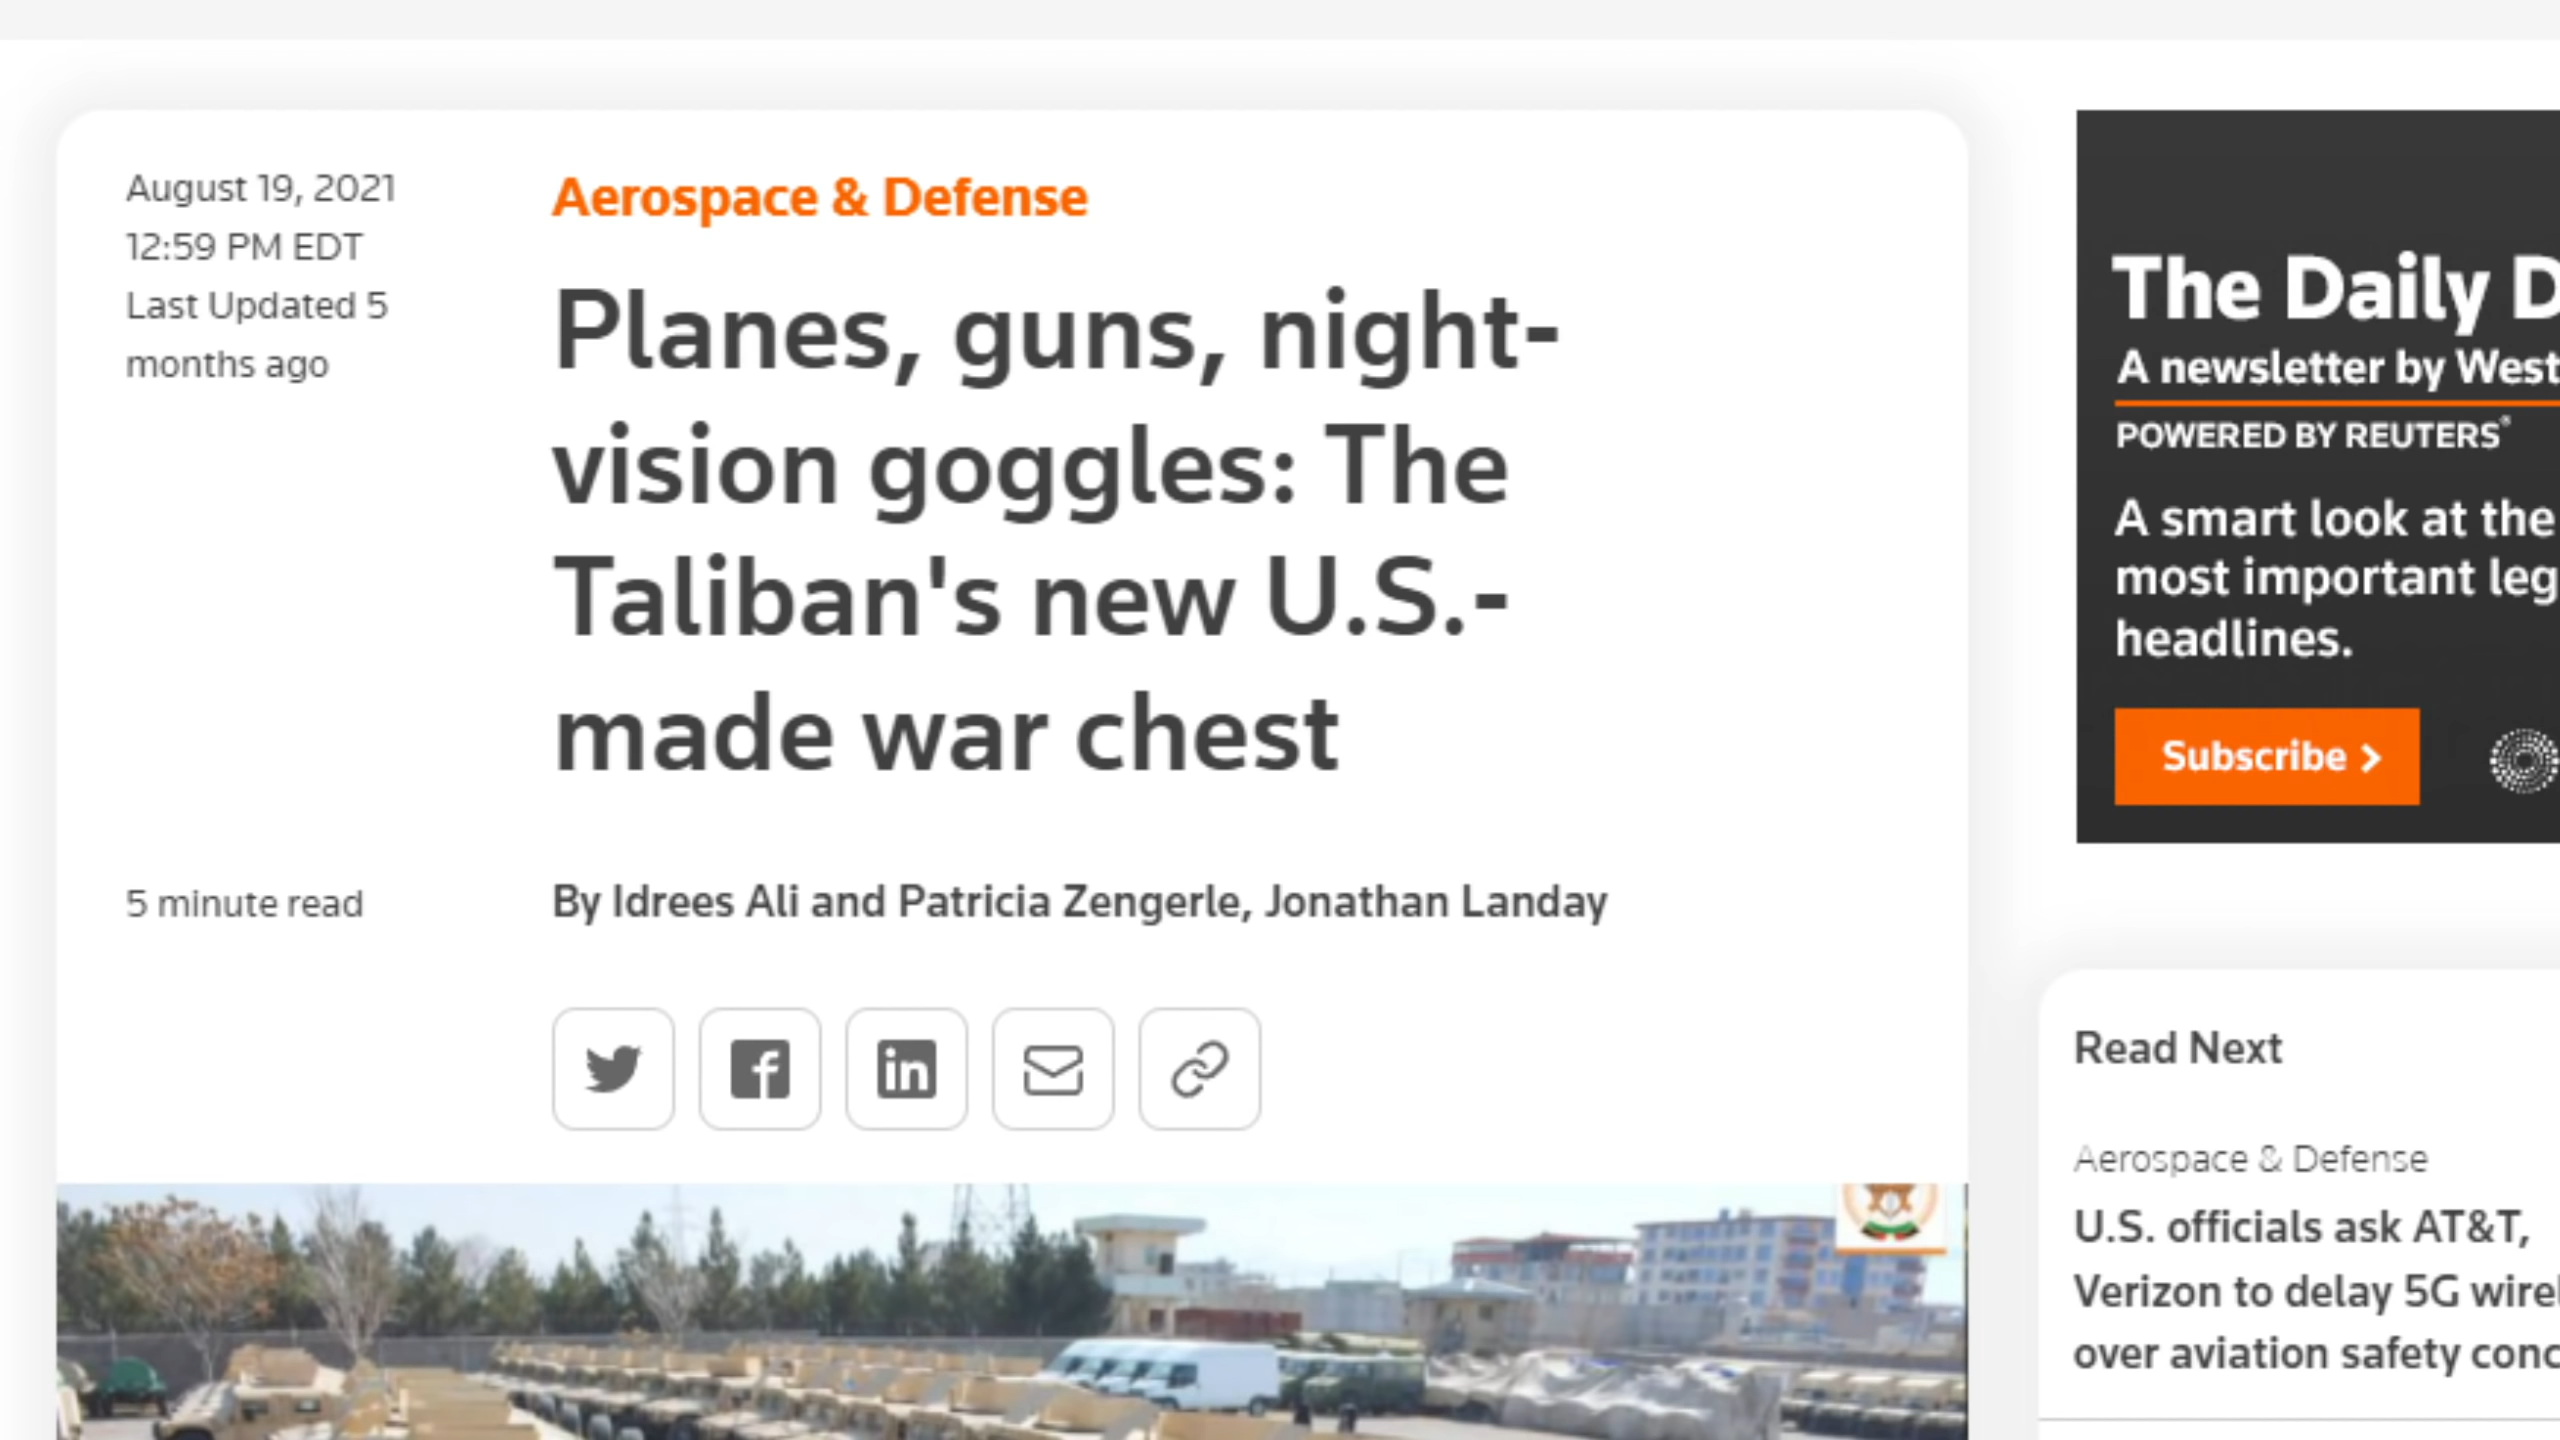 August 19, 2021
12:59 PM EDT
Last Updated 5
months ago
Aerospace & Defense
Planes, guns, night-
vision goggles: The
Taliban's new U.S.-
made war chest
5 minute read
By Idrees Ali and Patricia Zengerle, Jonathan Landay
The Daily D
A newsletter by West
POWERED BY REUTERS®
A smart look at the
most important leg
headlines.
Subscribe >
Read Next
Aerospace & Defense
U.S. officials ask AT&T,
Verizon to delay 5G wirel
over aviation safety conc